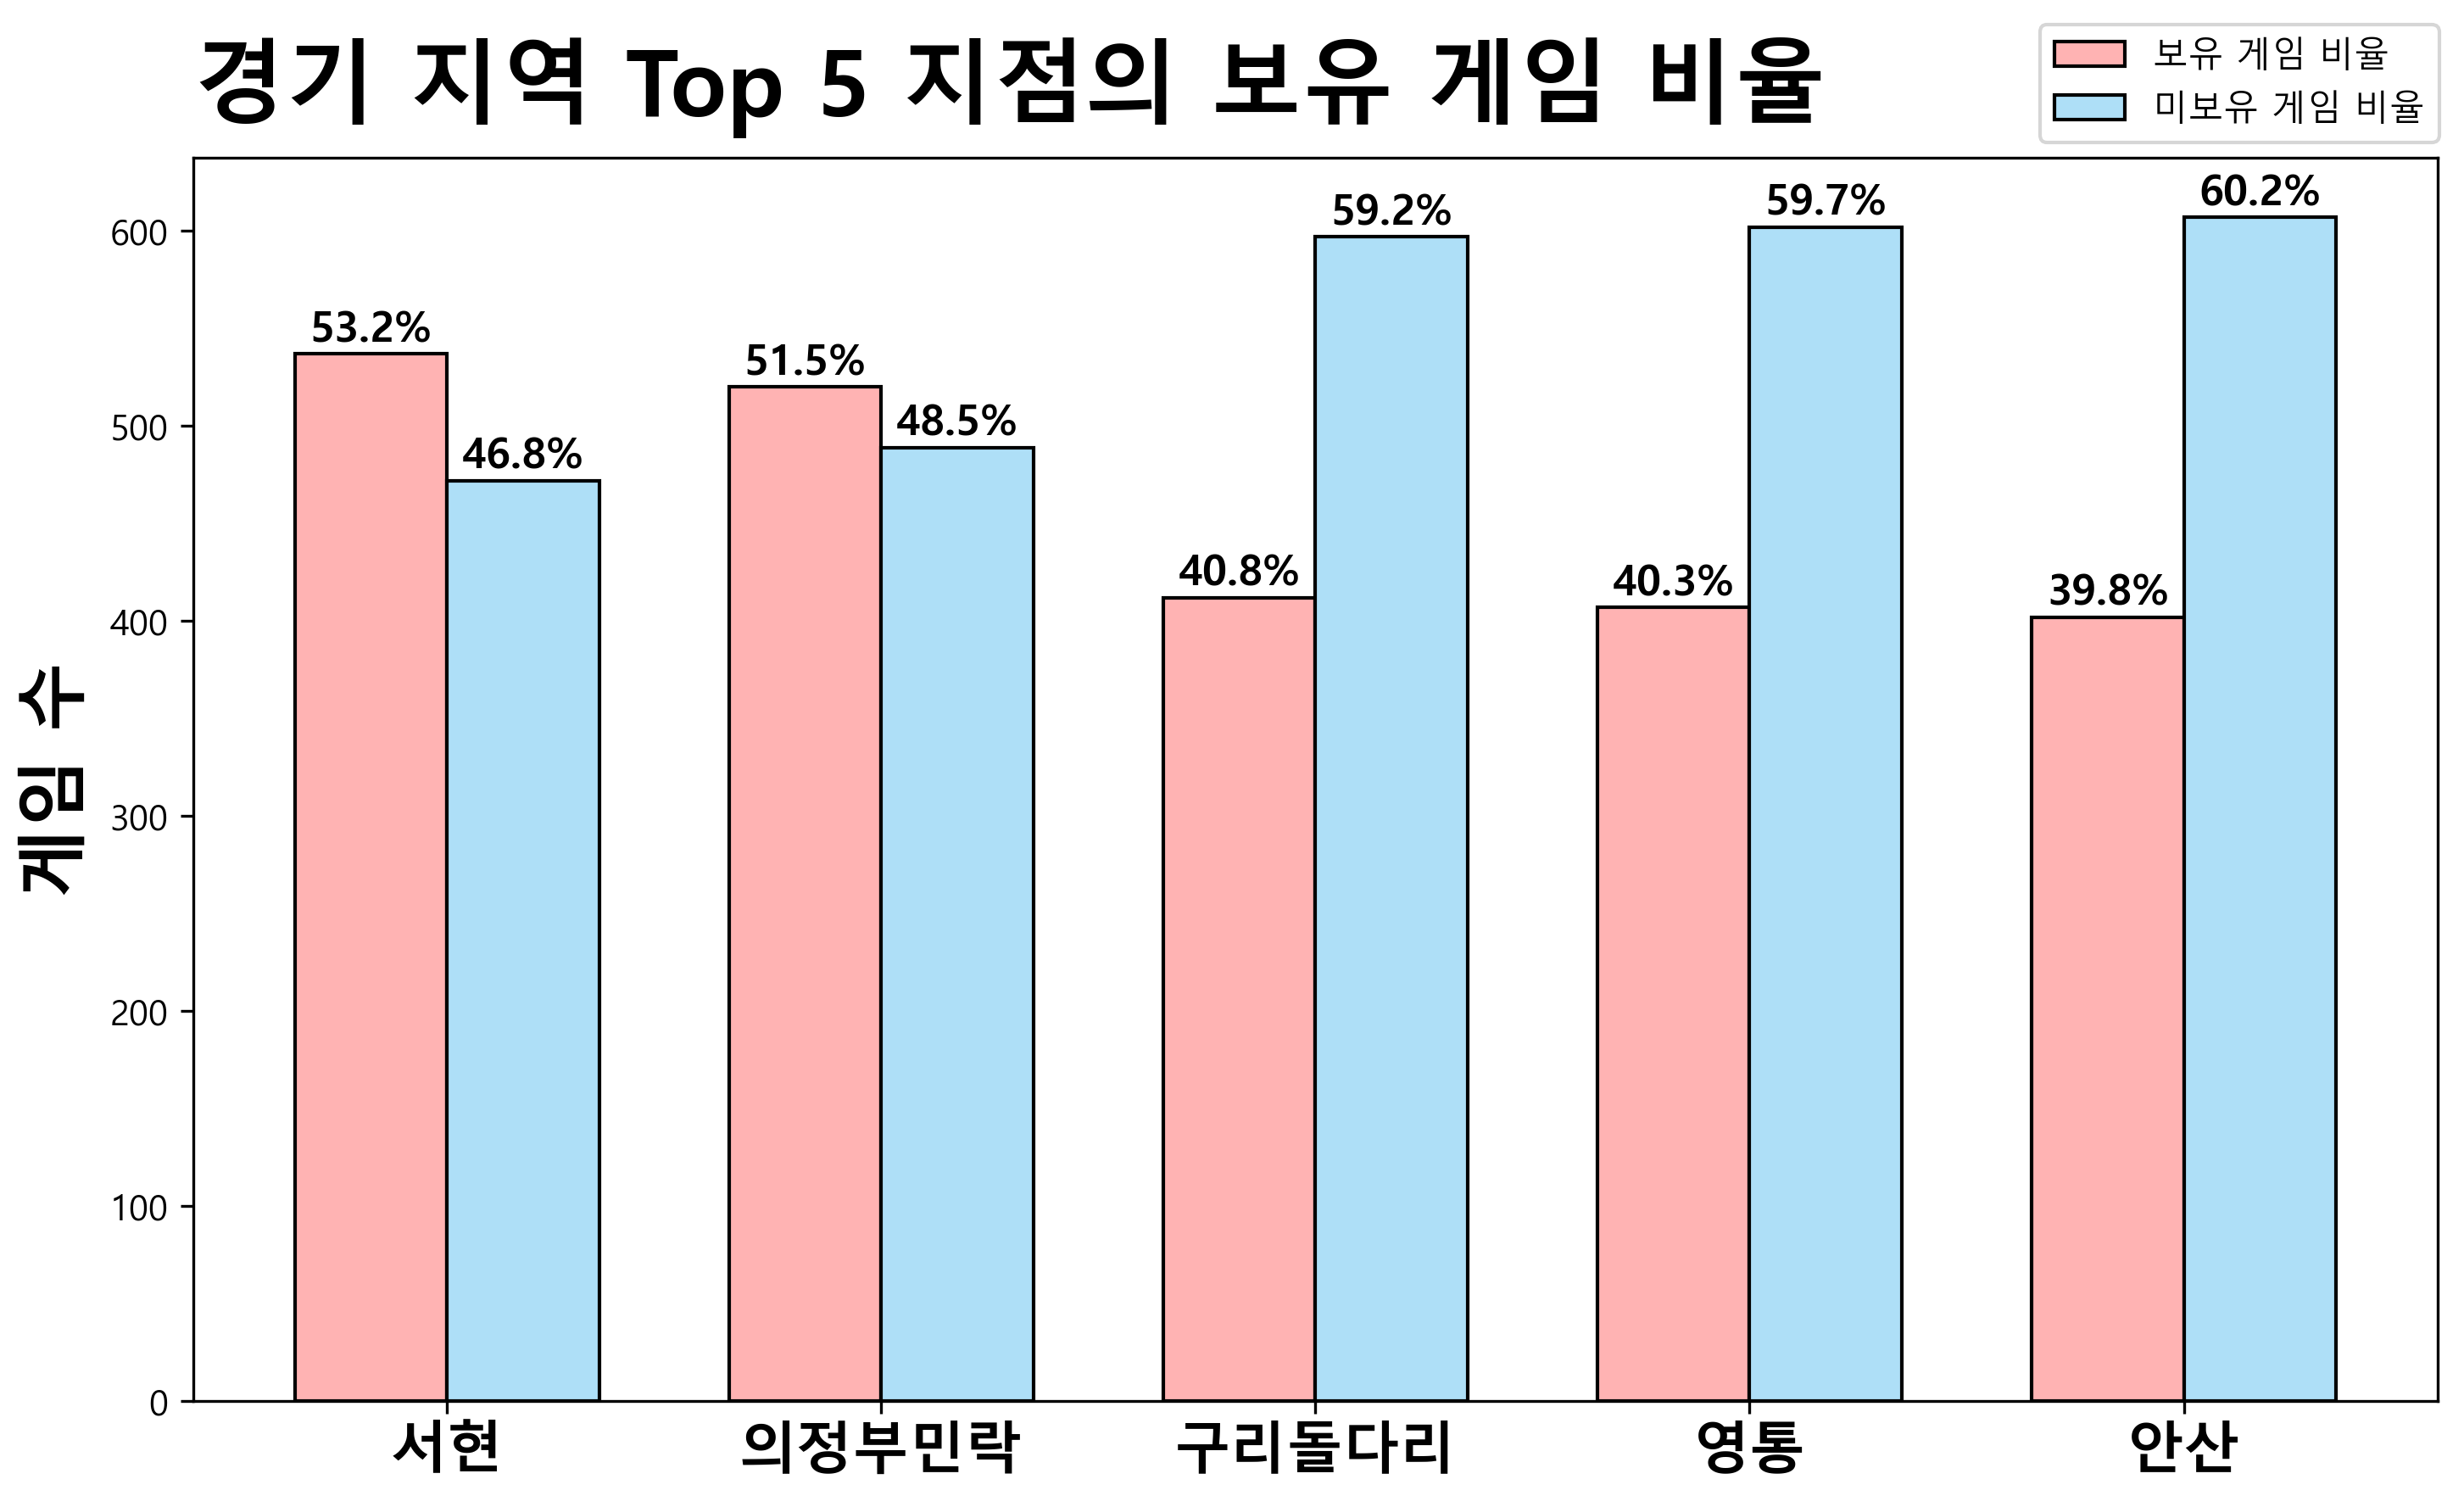 경기 지역 Top 5 지점의 보유 게임 비율
보유 게임 비율
미보유 게임 비율
게임 수
600
500
400
300
200
100
0
53.2%
46.8%
51.5%
48.5%
40.8%
59.2%
40.3%
59.7%
39.8%
60.2%
서현
의정부민락
구리돌다리
영통
안산